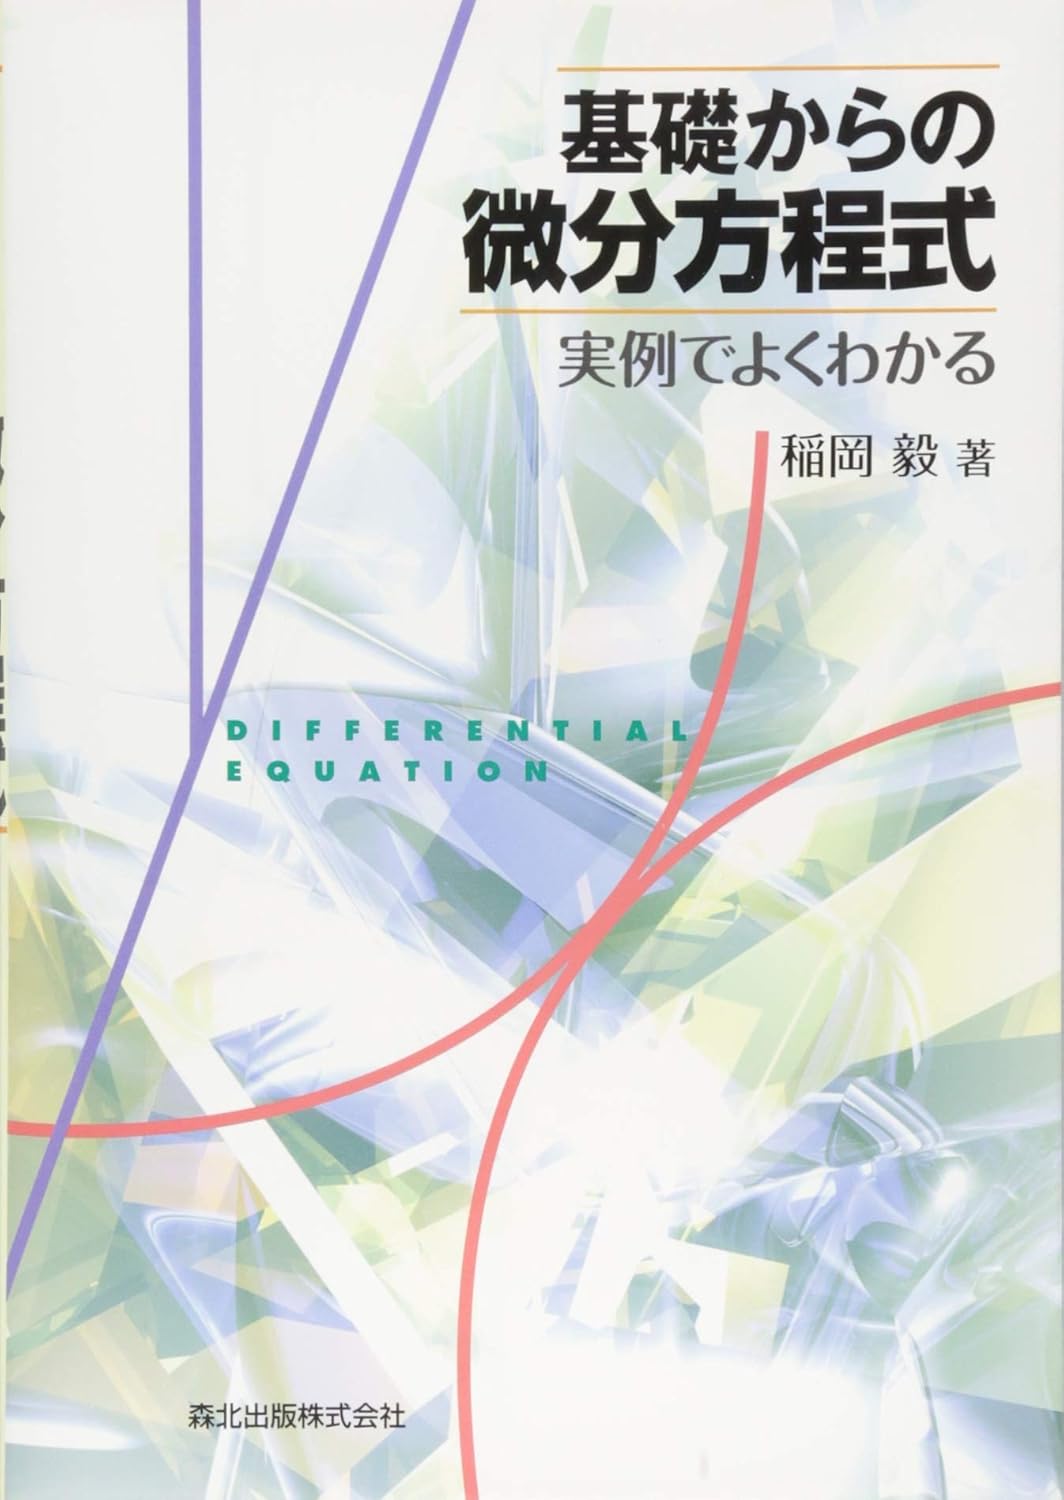 基礎からの
微分方程式
実例でよくわかる
稲岡 毅 著
DIFFERENTIAL
EQUATION
森北出版株式会社